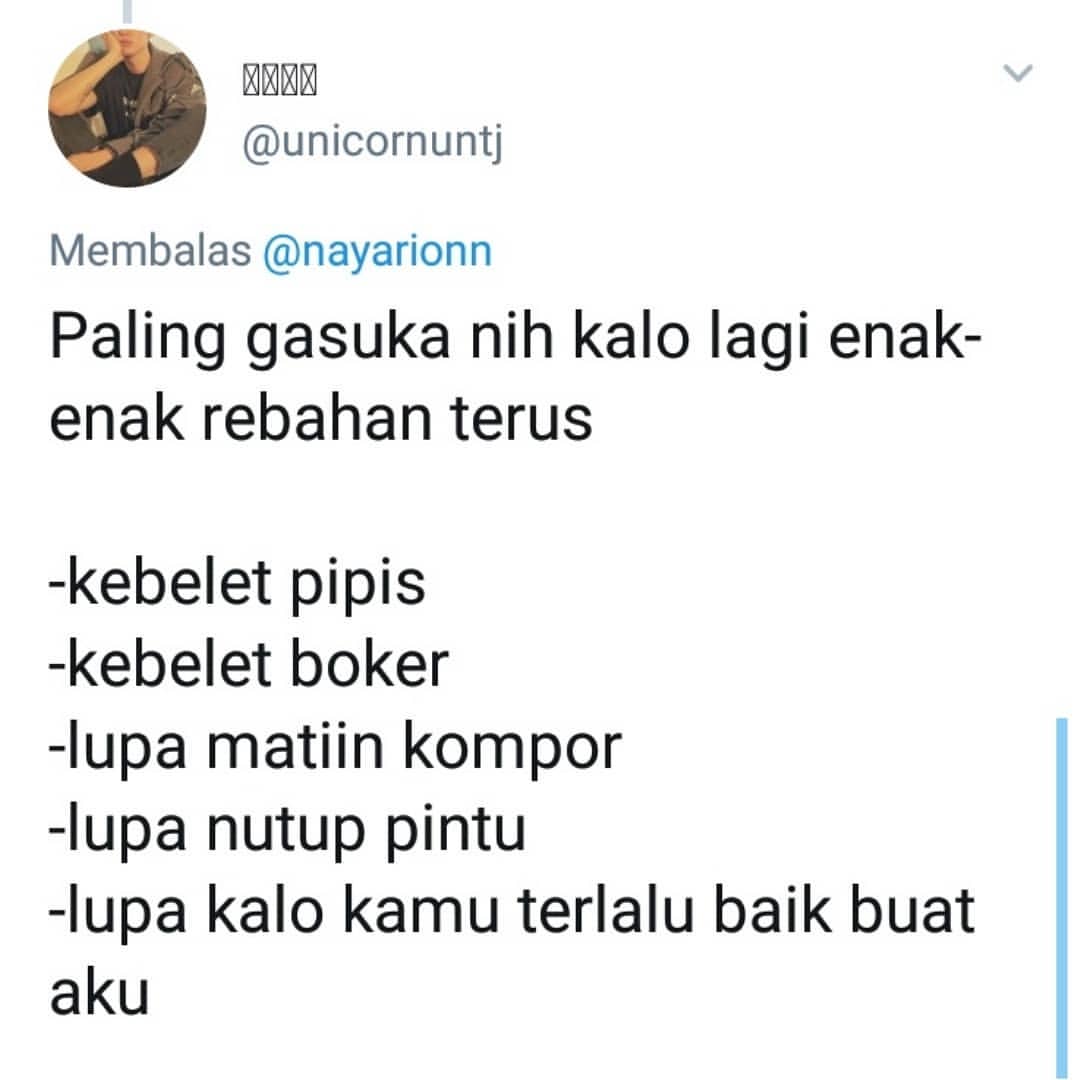 @unicornuntj
Membalas @nayarionn
Paling gasuka nih kalo lagi enak-
enak rebahan terus
-kebelet pipis
-kebelet boker
-lupa matiin kompor
-lupa nutup pintu
-lupa kalo kamu terlalu baik buat
aku